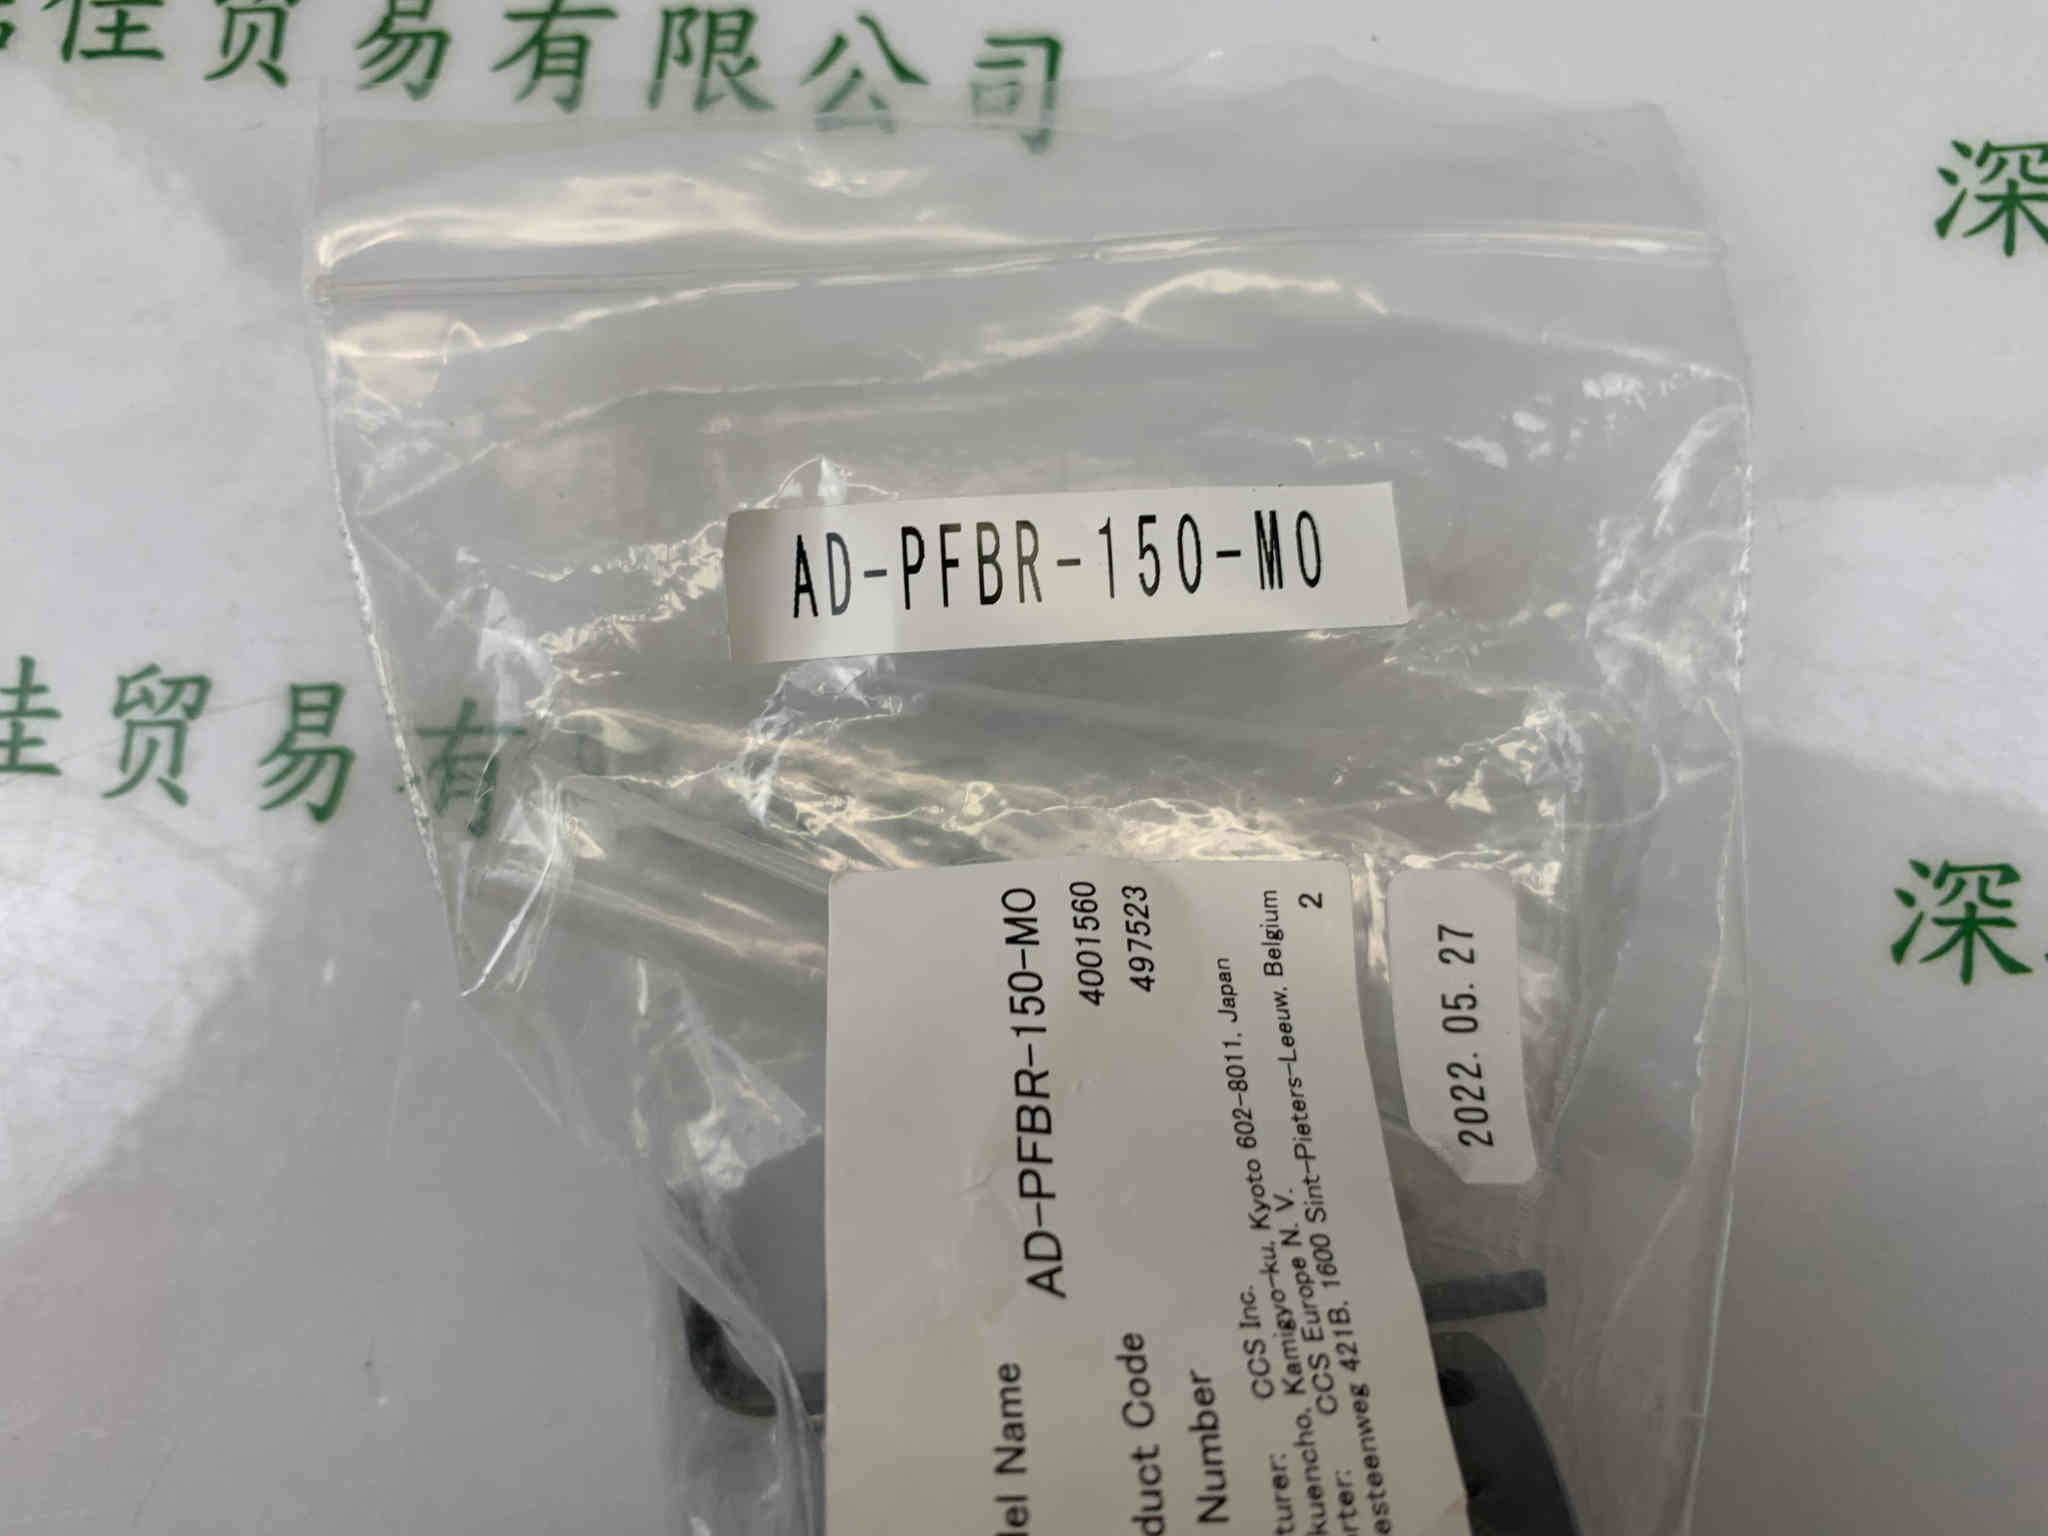 佳贸易有限公司
深
AD-PFBR-150-MO
佳贸易有
深
del Name AD-PFBR-150-MO
duct Code 4001560
Number 497523
turer: CCS Inc.
kuencho, Kamigyo-ku, Kyoto 602-8011, Japan
rter: CCS Europe N. V.
esteenweg 421B, 1600 Sint-Pieters-Leeuw, Belgium
2
2022. 05. 27